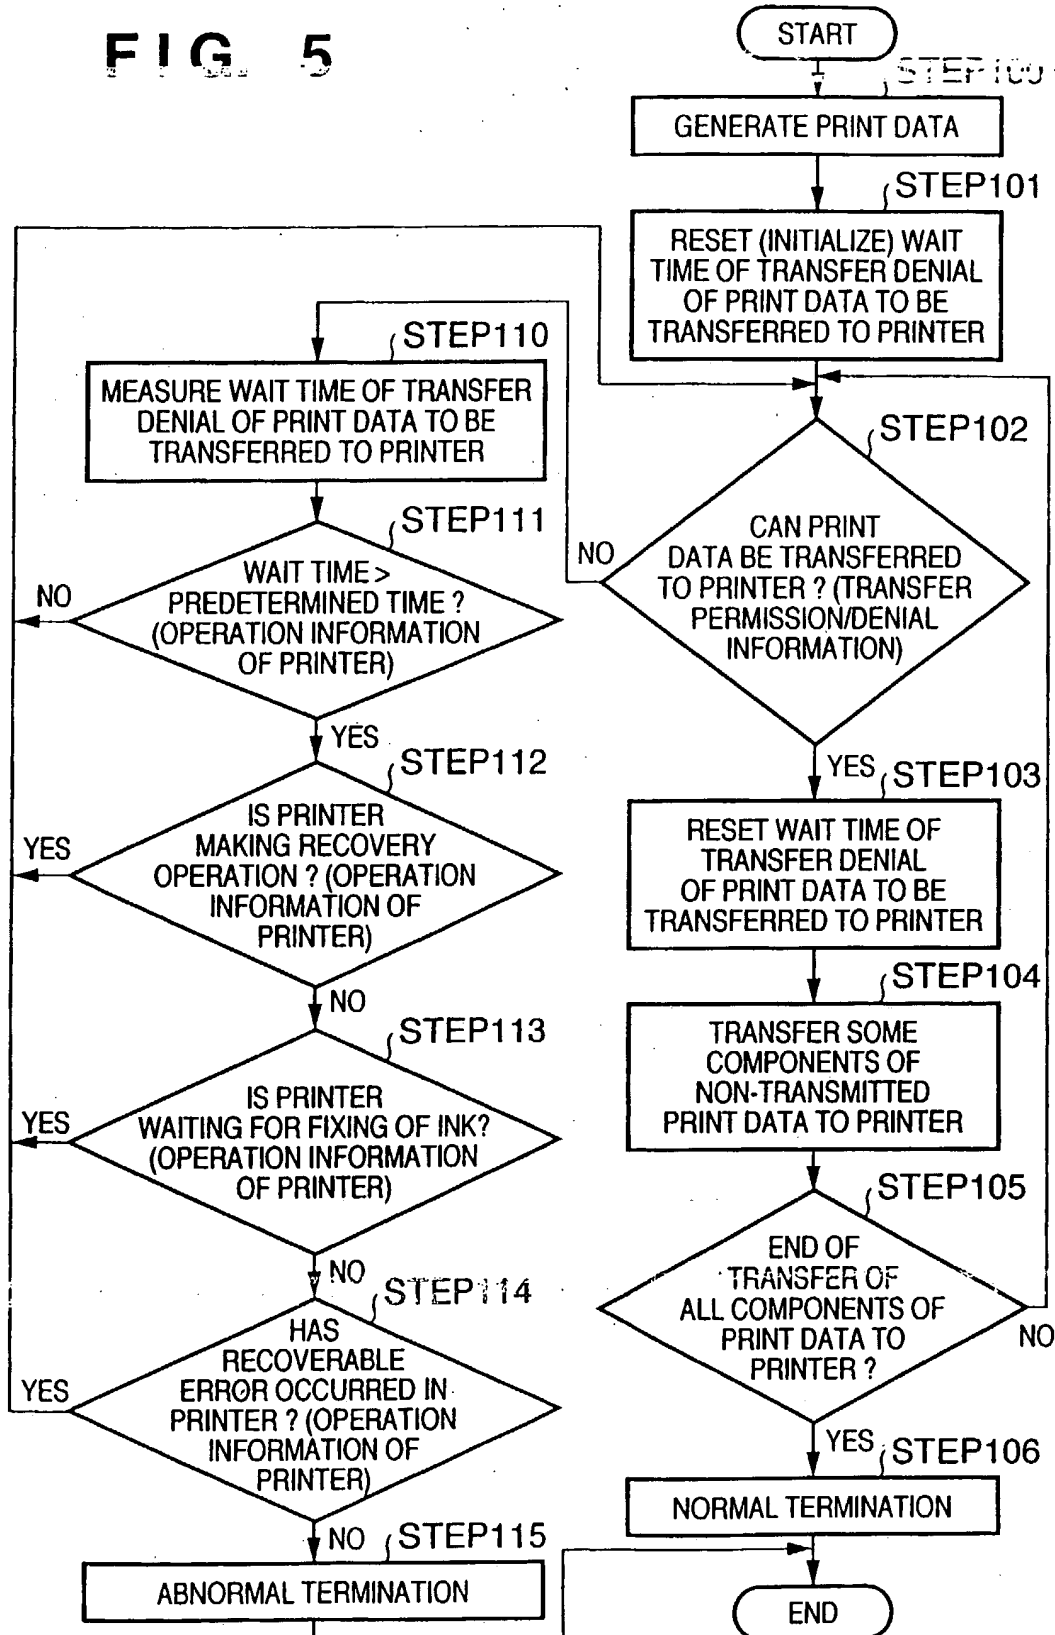 FIG. 5
START
STEP100
GENERATE PRINT DATA
STEP101
RESET (INITIALIZE) WAIT
TIME OF TRANSFER DENIAL
OF PRINT DATA TO BE
TRANSFERRED TO PRINTER
STEP102
CAN PRINT
DATA BE TRANSFERRED
TO PRINTER ? (TRANSFER
PERMISSION/DENIAL
INFORMATION)
NO
YES
STEP103
RESET WAIT TIME OF
TRANSFER DENIAL
OF PRINT DATA TO BE
TRANSFERRED TO PRINTER
STEP104
TRANSFER SOME
COMPONENTS OF
NON-TRANSMITTED
PRINT DATA TO PRINTER
STEP105
END OF
TRANSFER OF
ALL COMPONENTS OF
PRINT DATA TO
PRINTER ?
NO
YES
STEP106
NORMAL TERMINATION
END
STEP110
MEASURE WAIT TIME OF TRANSFER
DENIAL OF PRINT DATA TO BE
TRANSFERRED TO PRINTER
STEP111
WAIT TIME >
PREDETERMINED TIME ?
(OPERATION INFORMATION
OF PRINTER)
NO
YES
STEP112
IS PRINTER
MAKING RECOVERY
OPERATION ? (OPERATION
INFORMATION OF
PRINTER)
YES
NO
STEP113
IS PRINTER
WAITING FOR FIXING OF INK?
(OPERATION INFORMATION
OF PRINTER)
YES
NO
STEP114
HAS
RECOVERABLE
ERROR OCCURRED IN
PRINTER ? (OPERATION
INFORMATION OF
PRINTER)
YES
NO
STEP115
ABNORMAL TERMINATION